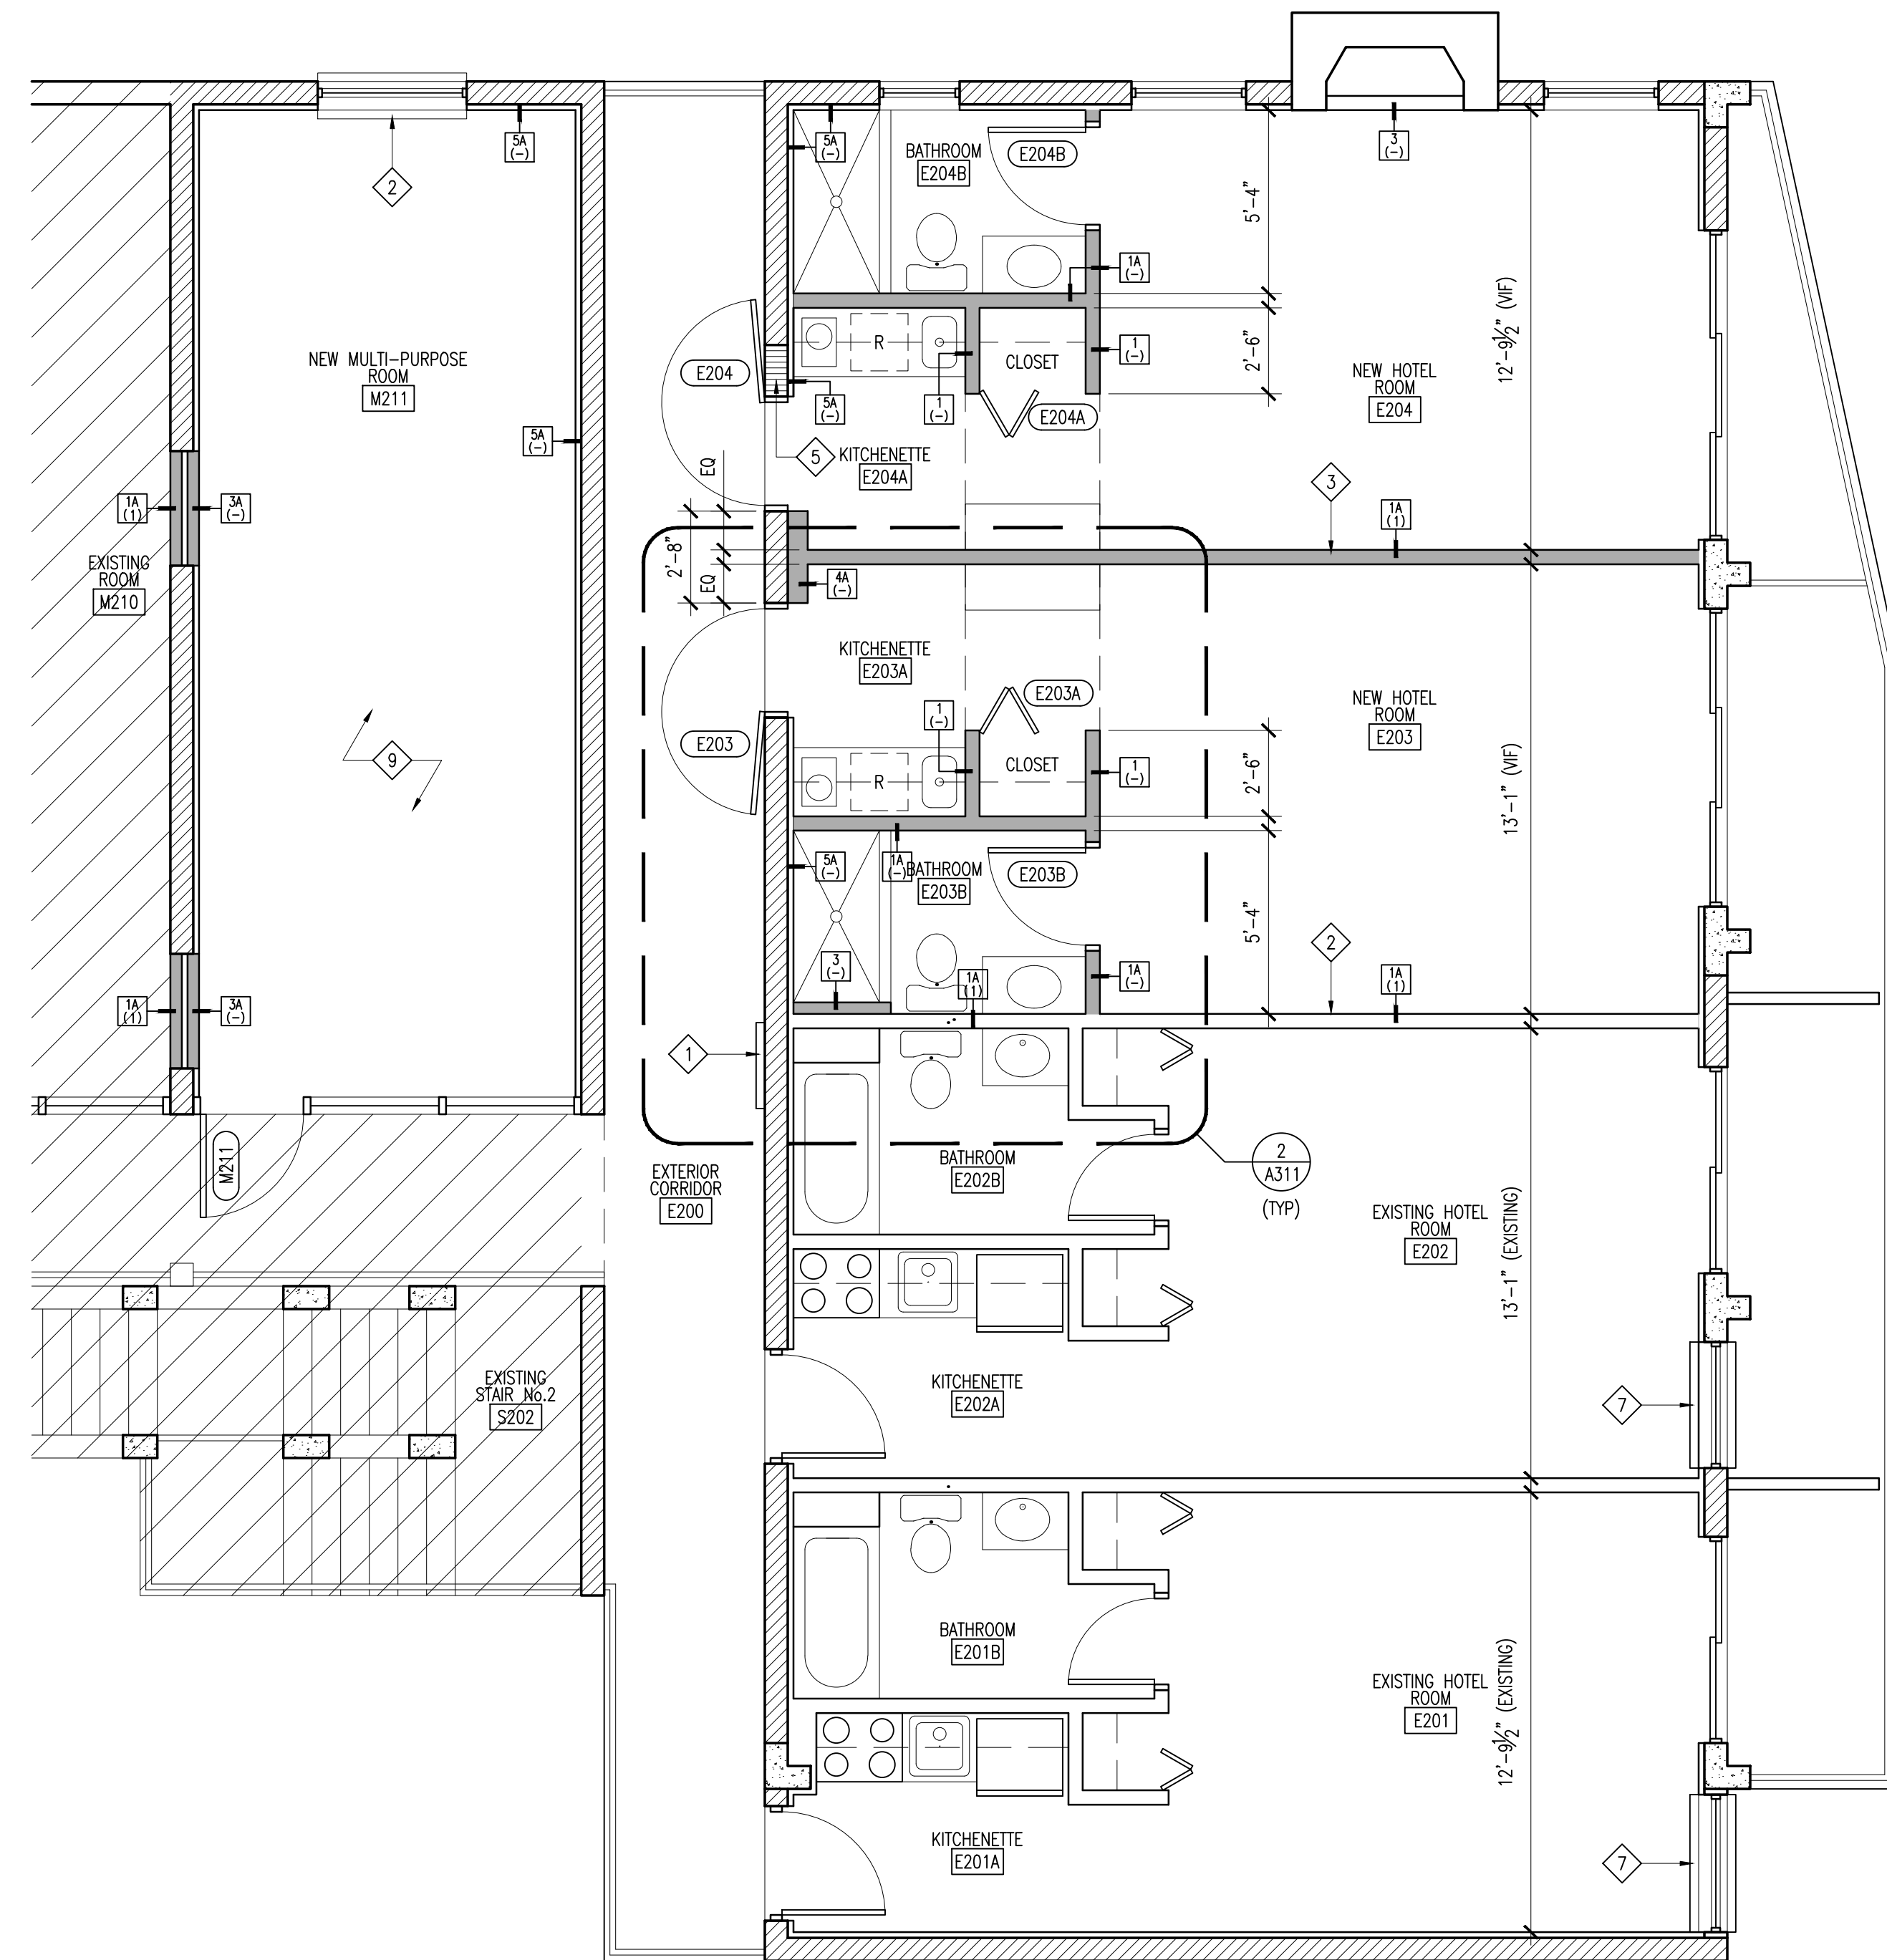 5A
(-)
2
NEW MULTI-PURPOSE
ROOM
M211
5A
(-)
1A
(1)
3A
(-)
EXISTING
ROOM
M210
9
1A
(1)
3A
(-)
M211
EXTERIOR
CORRIDOR
E200
EXISTING
STAIR No.2
S202
5A
(-)
BATHROOM
E204B
E204B
3
(-)
5'-4"
1A
(-)
12'-9½" (VIF)
E204
R
CLOSET
1
(-)
2'-6"
NEW HOTEL
ROOM
E204
5A
(-)
1
(-)
E204A
5
KITCHENETTE
E204A
EQ
3
1A
(1)
2'-8"
EQ
4A
(-)
KITCHENETTE
E203A
E203A
NEW HOTEL
ROOM
E203
1
(-)
E203
R
CLOSET
1
(-)
2'-6"
13'-1" (VIF)
5A
(-)
1A
(-)
BATHROOM
E203B
E203B
5'-4"
2
3
(-)
1A
(1)
1A
(-)
1A
(1)
1
BATHROOM
E202B
2
A311
(TYP)
EXISTING HOTEL
ROOM
E202
13'-1" (EXISTING)
KITCHENETTE
E202A
7
BATHROOM
E201B
EXISTING HOTEL
ROOM
E201
12'-9½" (EXISTING)
KITCHENETTE
E201A
7